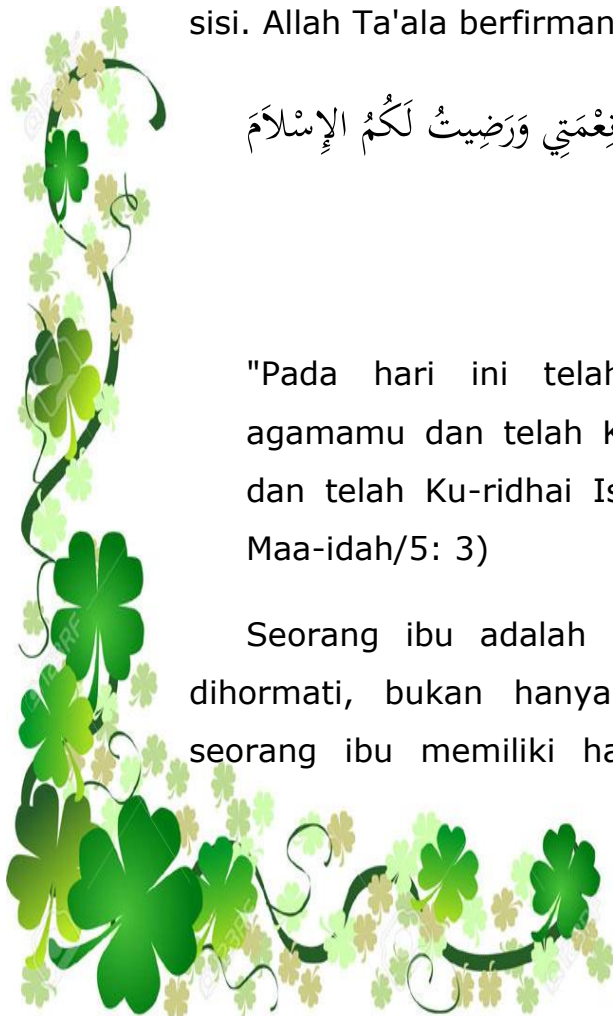 sisi. Allah Ta'ala berfirman
نِعْمَتِي وَرَضِيتُ لَكُمُ الإِسْلاَمَ
"Pada hari ini telah
agamamu dan telah K
dan telah Ku-ridhai Is
Maa-idah/5: 3)
Seorang ibu adalah
dihormati, bukan hanya
seorang ibu memiliki ha